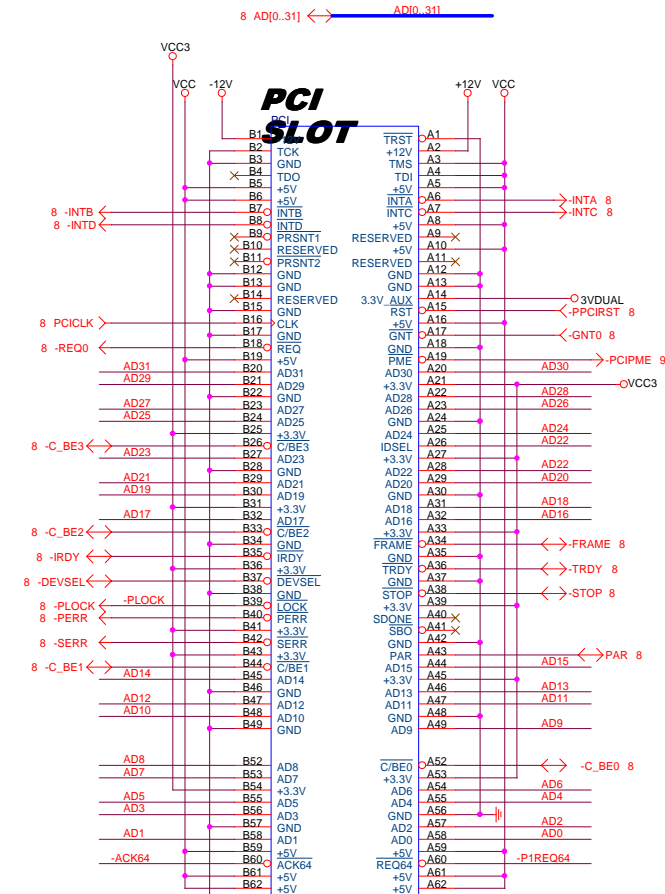 8 AD[0..31] AD[0..31]
VCC3
VCC -12V +12V VCC
PCI
SLOT
PCI
B1 TRST A1
B2 TCK +12V A2
B3 GND TMS A3
B4 TDO TDI A4
B5 +5V +5V A5
B6 +5V INTA A6 -INTA 8
8 -INTB B7 INTB INTC A7 -INTC 8
8 -INTD B8 INTD +5V A8
B9 PRSNT1 RESERVED A9
B10 RESERVED +5V A10
B11 PRSNT2 RESERVED A11
B12 GND GND A12
B13 GND GND A13
B14 RESERVED 3.3V_AUX A14 3VDUAL
B15 GND RST A15 -PPCIRST 8
8 PCICLK B16 CLK +5V A16
B17 GND GNT A17 -GNT0 8
8 -REQ0 B18 REQ GND A18
B19 +5V PME A19 -PCIPME 9
AD31 B20 AD31 AD30 A20 AD30
AD29 B21 AD29 +3.3V A21 VCC3
B22 GND AD28 A22 AD28
AD27 B23 AD27 AD26 A23 AD26
AD25 B24 AD25 GND A24
B25 +3.3V AD24 A25 AD24
8 -C_BE3 B26 C/BE3 IDSEL A26 AD22
AD23 B27 AD23 +3.3V A27
B28 GND AD22 A28 AD22
AD21 B29 AD21 AD20 A29 AD20
AD19 B30 AD19 GND A30
B31 +3.3V AD18 A31 AD18
AD17 B32 AD17 AD16 A32 AD16
8 -C_BE2 B33 C/BE2 +3.3V A33
B34 GND FRAME A34 -FRAME 8
8 -IRDY B35 IRDY GND A35
B36 +3.3V TRDY A36 -TRDY 8
8 -DEVSEL B37 DEVSEL GND A37
B38 GND STOP A38 -STOP 8
8 -PLOCK -PLOCK B39 LOCK +3.3V A39
8 -PERR B40 PERR SDONE A40
B41 +3.3V SBO A41
8 -SERR B42 SERR GND A42
B43 +3.3V PAR A43 PAR 8
8 -C_BE1 B44 C/BE1 AD15 A44 AD15
AD14 B45 AD14 +3.3V A45
B46 GND AD13 A46 AD13
AD12 B47 AD12 AD11 A47 AD11
AD10 B48 AD10 GND A48
B49 GND AD9 A49 AD9
AD8 B52 AD8 C/BE0 A52 -C_BE0 8
AD7 B53 AD7 +3.3V A53
B54 +3.3V AD6 A54 AD6
AD5 B55 AD5 AD4 A55 AD4
AD3 B56 AD3 GND A56
B57 GND AD2 A57 AD2
AD1 B58 AD1 AD0 A58 AD0
B59 +5V +5V A59
-ACK64 B60 ACK64 REQ64 A60 -P1REQ64
B61 +5V +5V A61
B62 +5V +5V A62